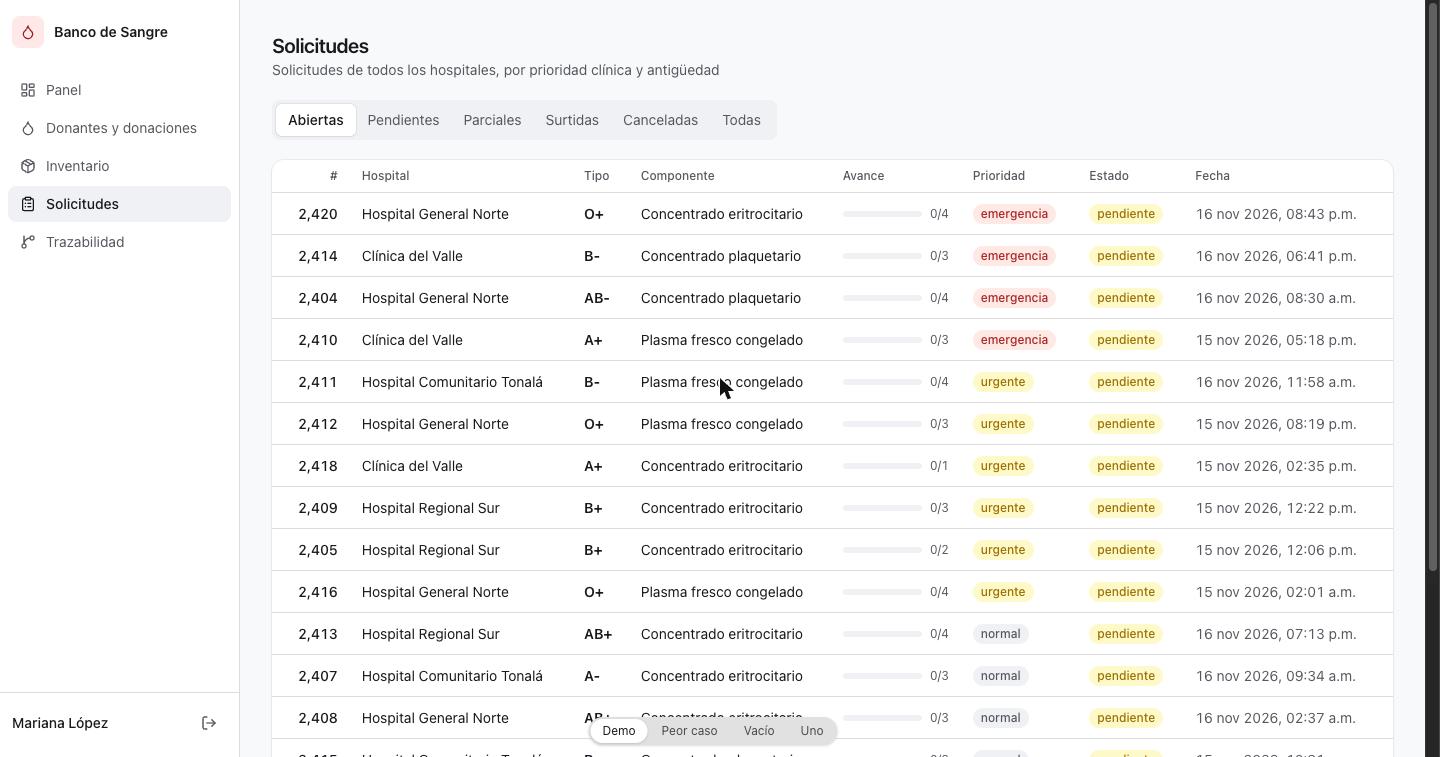 Banco de Sangre
Panel
Donantes y donaciones
Inventario
Solicitudes
Trazabilidad
Mariana López
Solicitudes
Solicitudes de todos los hospitales, por prioridad clínica y antigüedad
Abiertas Pendientes Parciales Surtidas Canceladas Todas
# Hospital Tipo Componente Avance Prioridad Estado Fecha
2,420 Hospital General Norte O+ Concentrado eritrocitario 0/4 emergencia pendiente 16 nov 2026, 08:43 p.m.
2,414 Clínica del Valle B- Concentrado plaquetario 0/3 emergencia pendiente 16 nov 2026, 06:41 p.m.
2,404 Hospital General Norte AB- Concentrado plaquetario 0/4 emergencia pendiente 16 nov 2026, 08:30 a.m.
2,410 Clínica del Valle A+ Plasma fresco congelado 0/3 emergencia pendiente 15 nov 2026, 05:18 p.m.
2,411 Hospital Comunitario Tonalá B- Plasma fresco congelado 0/4 urgente pendiente 16 nov 2026, 11:58 a.m.
2,412 Hospital General Norte O+ Plasma fresco congelado 0/3 urgente pendiente 15 nov 2026, 08:19 p.m.
2,418 Clínica del Valle A+ Concentrado eritrocitario 0/1 urgente pendiente 15 nov 2026, 02:35 p.m.
2,409 Hospital Regional Sur B+ Concentrado eritrocitario 0/3 urgente pendiente 15 nov 2026, 12:22 p.m.
2,405 Hospital Regional Sur B+ Concentrado eritrocitario 0/2 urgente pendiente 15 nov 2026, 12:06 p.m.
2,416 Hospital General Norte O+ Plasma fresco congelado 0/4 urgente pendiente 15 nov 2026, 02:01 a.m.
2,413 Hospital Regional Sur AB+ Concentrado eritrocitario 0/4 normal pendiente 16 nov 2026, 07:13 p.m.
2,407 Hospital Comunitario Tonalá A- Concentrado eritrocitario 0/3 normal pendiente 16 nov 2026, 09:34 a.m.
2,408 Hospital General Norte 0/3 normal pendiente 16 nov 2026, 02:37 a.m.
Demo Peor caso Vacío Uno